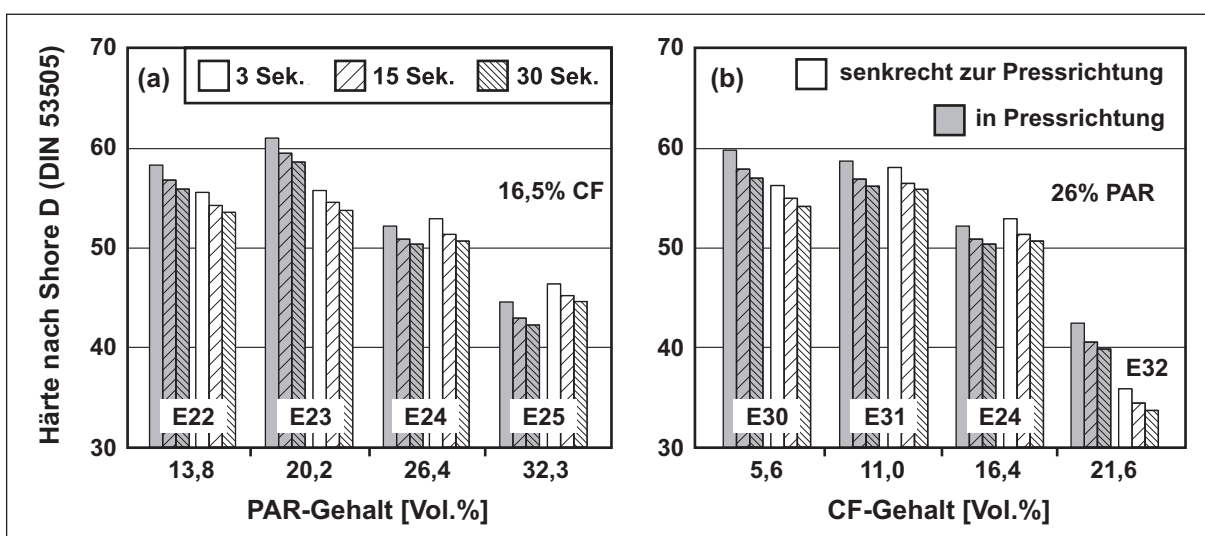 Härte nach Shore D (DIN 53505)
70
60
50
40
30
(a)
3 Sek.
15 Sek.
30 Sek.
16,5% CF
E22
E23
E24
E25
13,8
20,2
26,4
32,3
PAR-Gehalt [Vol.%]
70
60
50
40
30
(b)
senkrecht zur Pressrichtung
in Pressrichtung
26% PAR
E30
E31
E24
E32
5,6
11,0
16,4
21,6
CF-Gehalt [Vol.%]